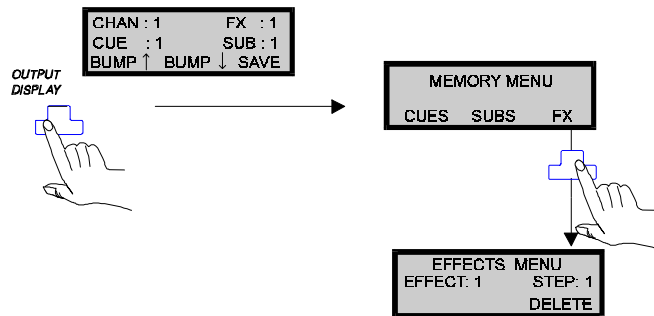 CHAN : 1 FX : 1
CUE : 1 SUB : 1
BUMP ↑ BUMP ↓ SAVE
OUTPUT
DISPLAY
MEMORY MENU
CUES SUBS FX
EFFECTS MENU
EFFECT: 1 STEP: 1
DELETE